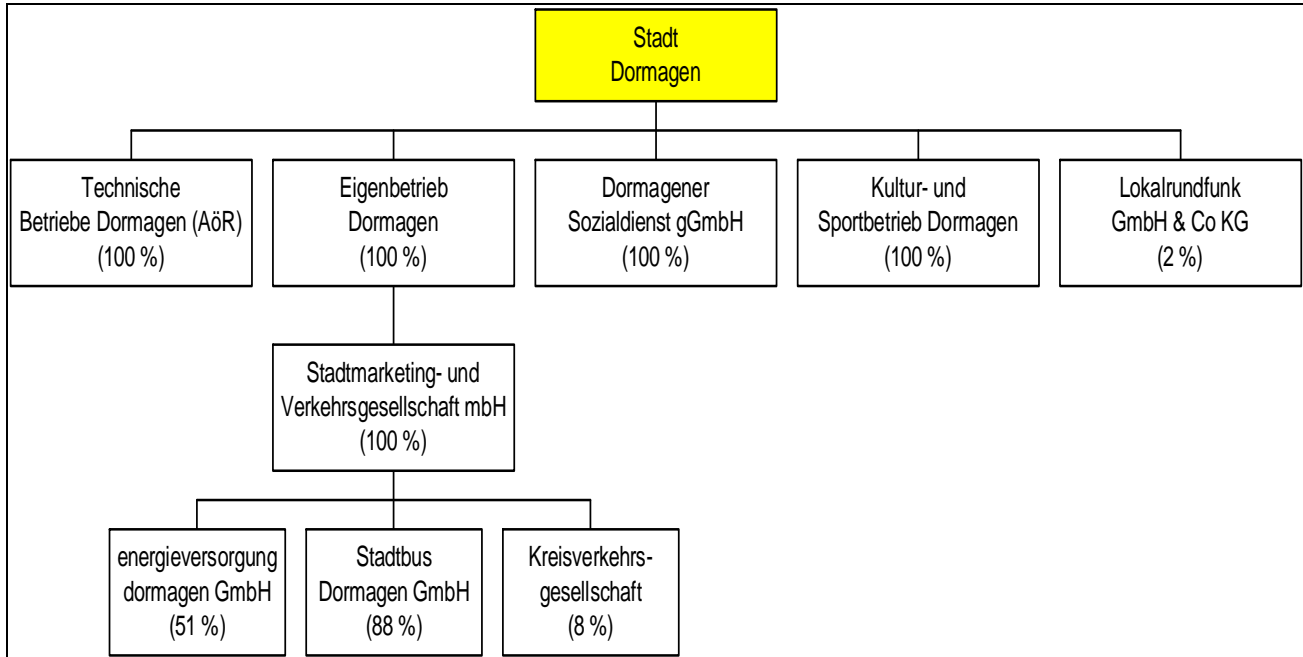 Stadt
Dormagen
Technische
Betriebe Dormagen (AöR)
(100 %)
Eigenbetrieb
Dormagen
(100 %)
Dormagener
Sozialdienst gGmbH
(100 %)
Kultur- und
Sportbetrieb Dormagen
(100 %)
Lokalrundfunk
GmbH & Co KG
(2 %)
Stadtmarketing- und
Verkehrsgesellschaft mbH
(100 %)
energieversorgung
dormagen GmbH
(51 %)
Stadtbus
Dormagen GmbH
(88 %)
Kreisverkehrs-
gesellschaft
(8 %)